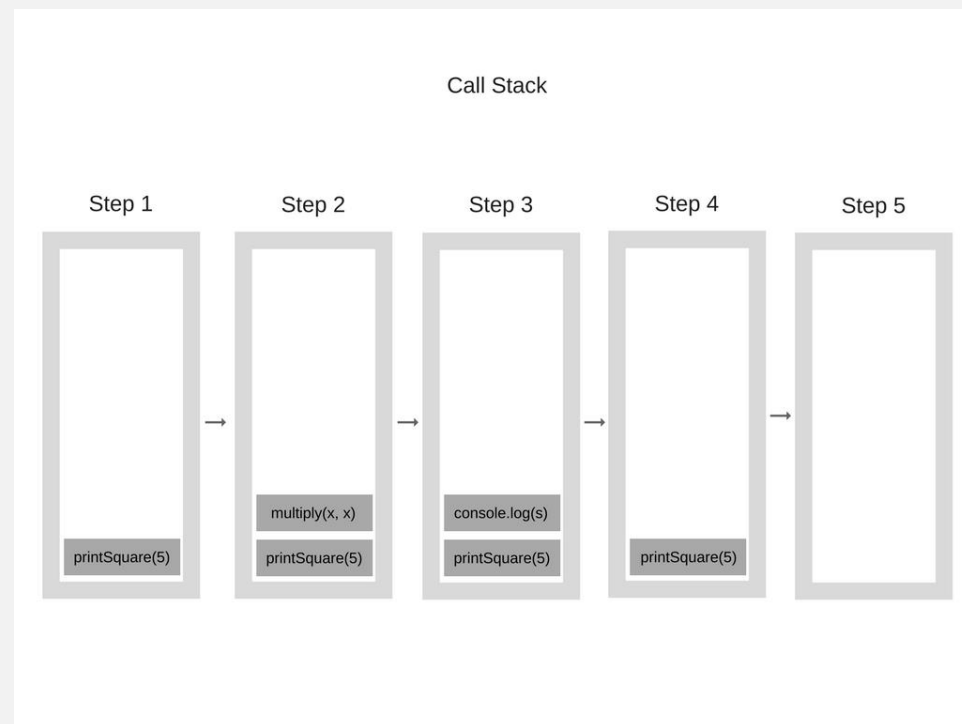 Call Stack
Step 1
Step 2
Step 3
Step 4
Step 5
printSquare(5)
multiply(x, x)
printSquare(5)
console.log(s)
printSquare(5)
printSquare(5)